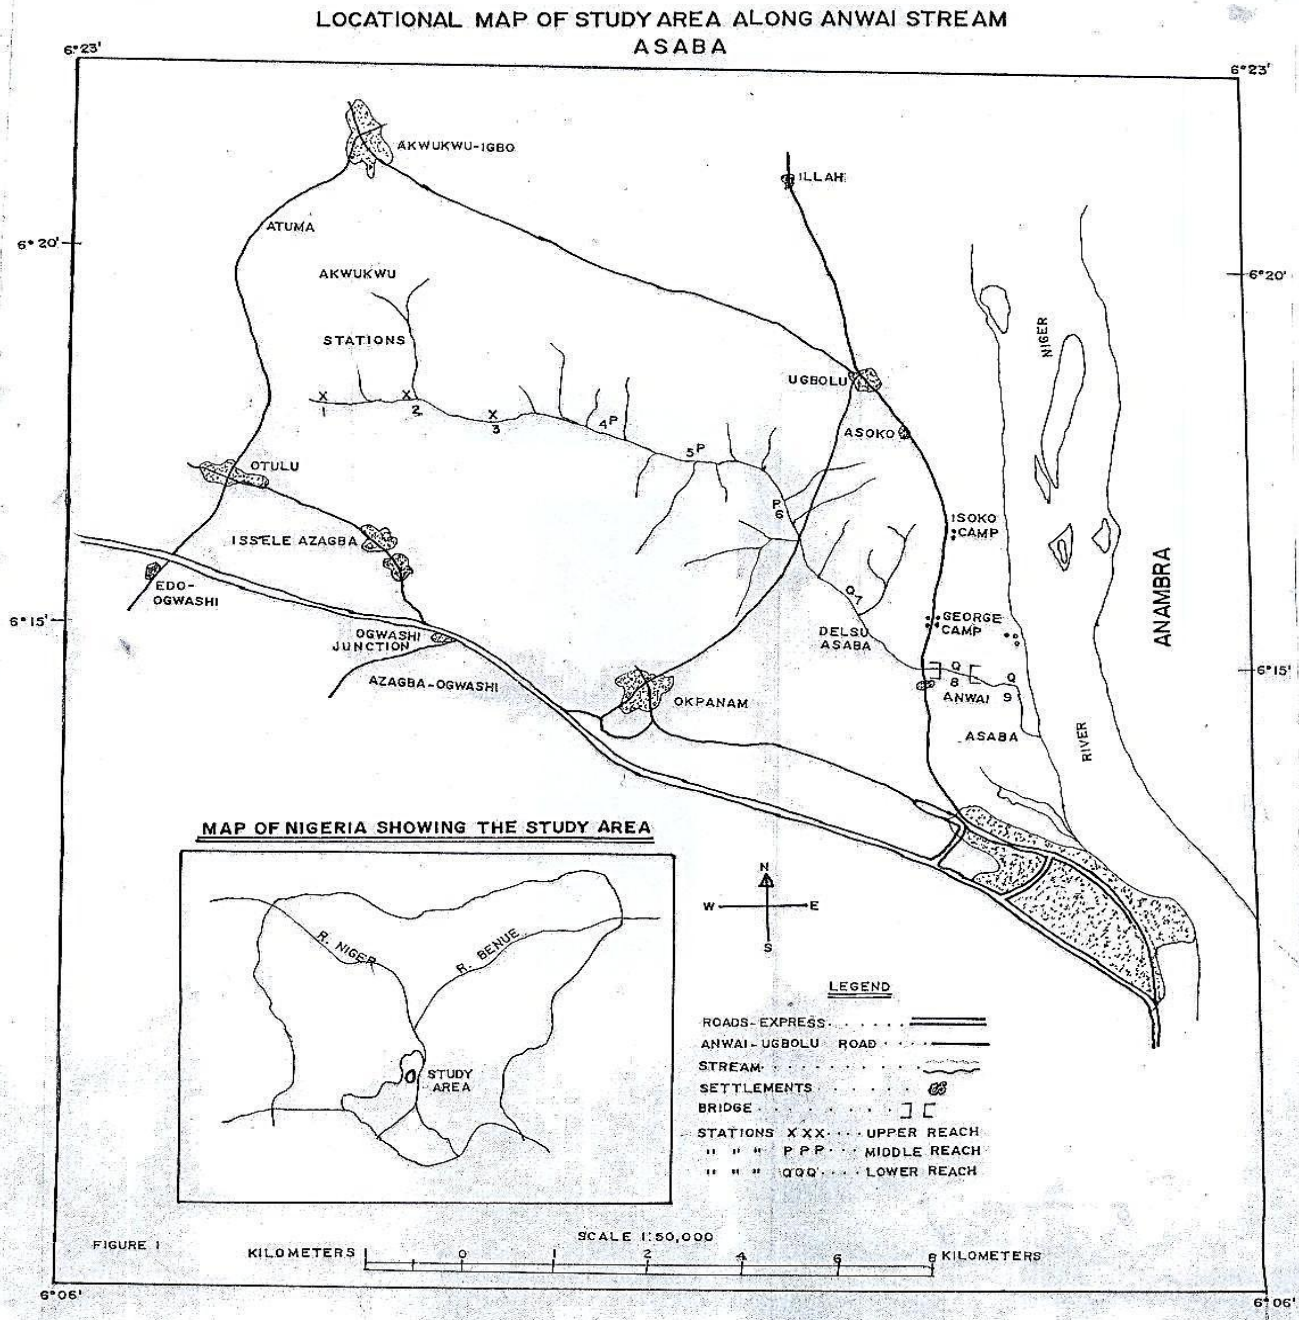 LOCATIONAL MAP OF STUDY AREA ALONG ANWAI STREAM
ASABA
6°23'
6°23'
AKWUKWU-IGBO
ILLAH
ATUMA
6°20'
AKWUKWU
6°20'
NIGER
STATIONS
UGBOLU
X
1
X
2
X
3
4P
ASOKO
5P
OTULU
P
6
ISOKO
CAMP
ISSELE AZAGBA
ANAMBRA
EDO-
OGWASHI
Q7
6°15'
GEORGE
CAMP
OGWASHI
JUNCTION
DELSU
ASABA
6°15'
Q
8
Q
9
AZAGBA-OGWASHI
ANWAI
OKPANAM
ASABA
RIVER
MAP OF NIGERIA SHOWING THE STUDY AREA
N
W
E
S
R. NIGER
R. BENUE
STUDY
AREA
LEGEND
ROADS-EXPRESS......
ANWAI-UGBOLU ROAD.....
STREAM............
SETTLEMENTS.......
BRIDGE.........
STATIONS XXX.... UPPER REACH
" " " PPP... MIDDLE REACH
" " " QQQ.... LOWER REACH
FIGURE 1
SCALE 1:50,000
KILOMETERS
0
1
2
4
6
8 KILOMETERS
6°06'
6°06'